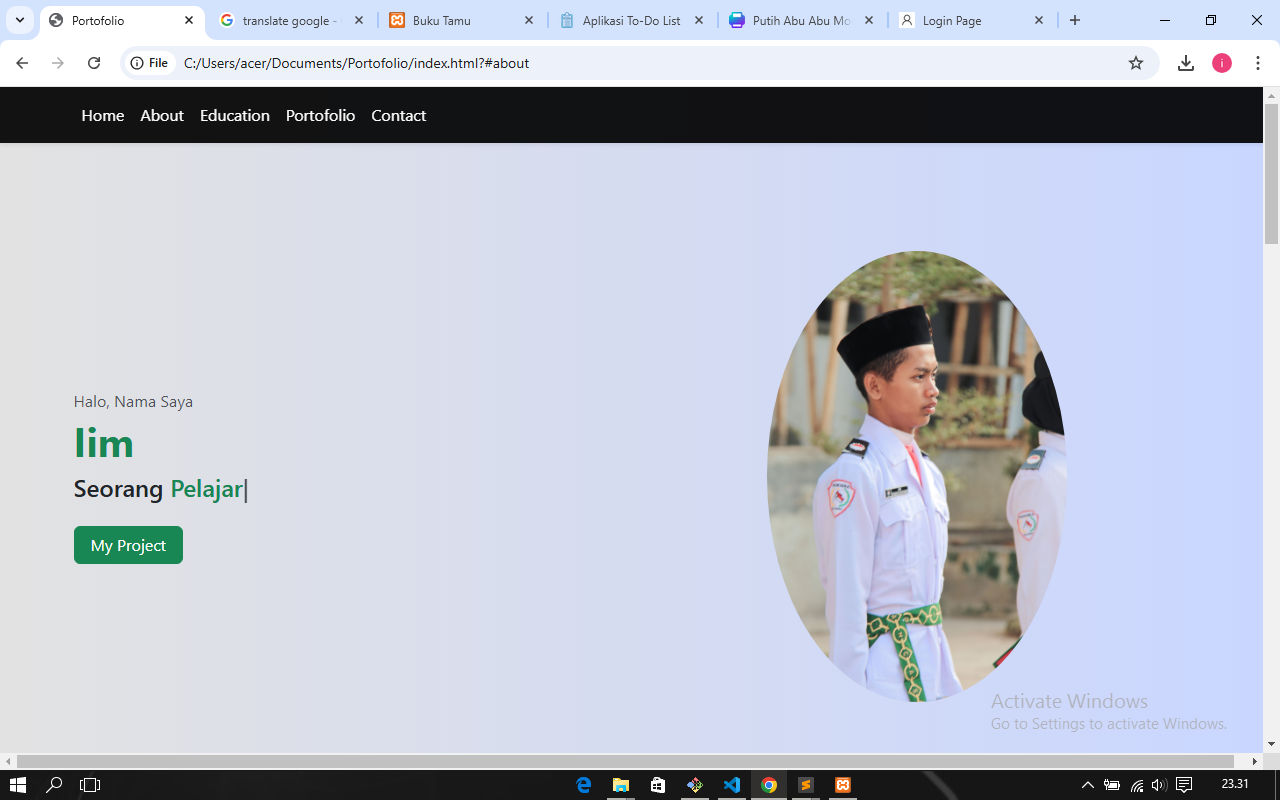 Portofolio
translate google -
Buku Tamu
Aplikasi To-Do List
Putih Abu Abu Mo
Login Page
File
C:/Users/acer/Documents/Portofolio/index.html?#about
i
Home About Education Portofolio Contact
Halo, Nama Saya
Iim
Seorang Pelajar|
My Project
Activate Windows
Go to Settings to activate Windows.
23.31